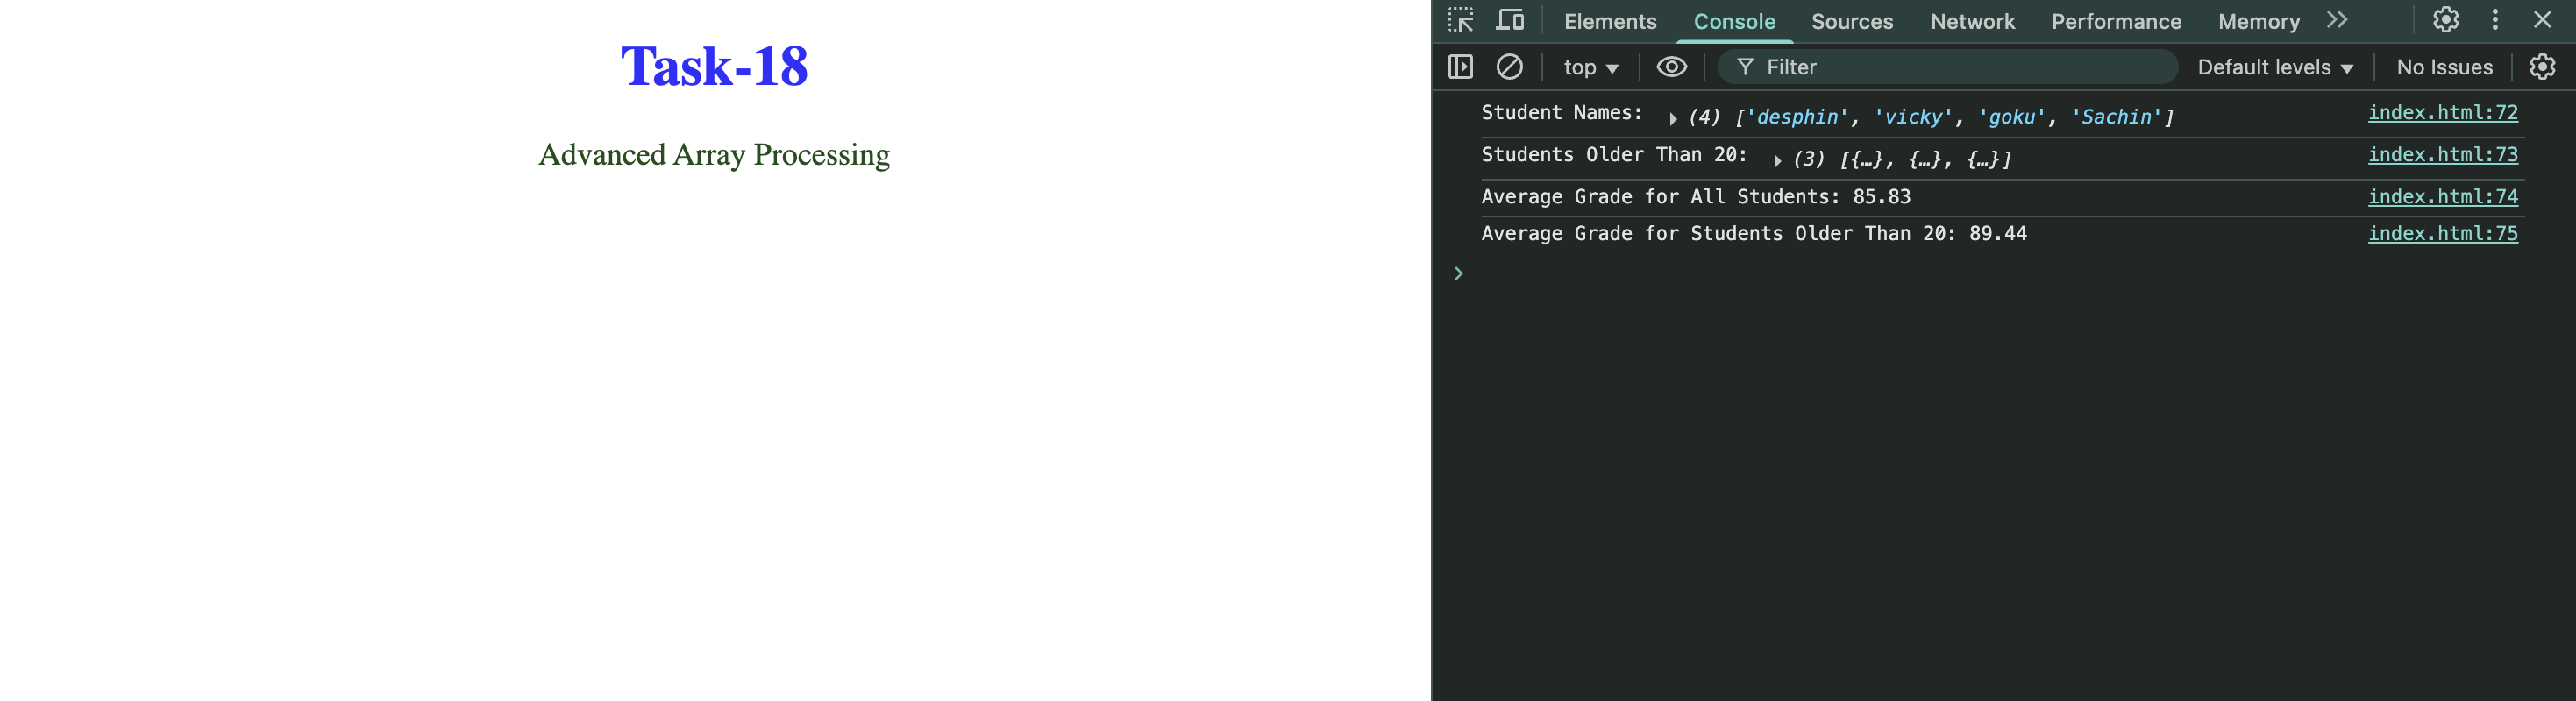 Task-18
Advanced Array Processing
Elements Console Sources Network Performance Memory
top Filter Default levels No Issues
Student Names: (4) ['desphin', 'vicky', 'goku', 'Sachin'] index.html:72
Students Older Than 20: (3) [{…}, {…}, {…}] index.html:73
Average Grade for All Students: 85.83 index.html:74
Average Grade for Students Older Than 20: 89.44 index.html:75